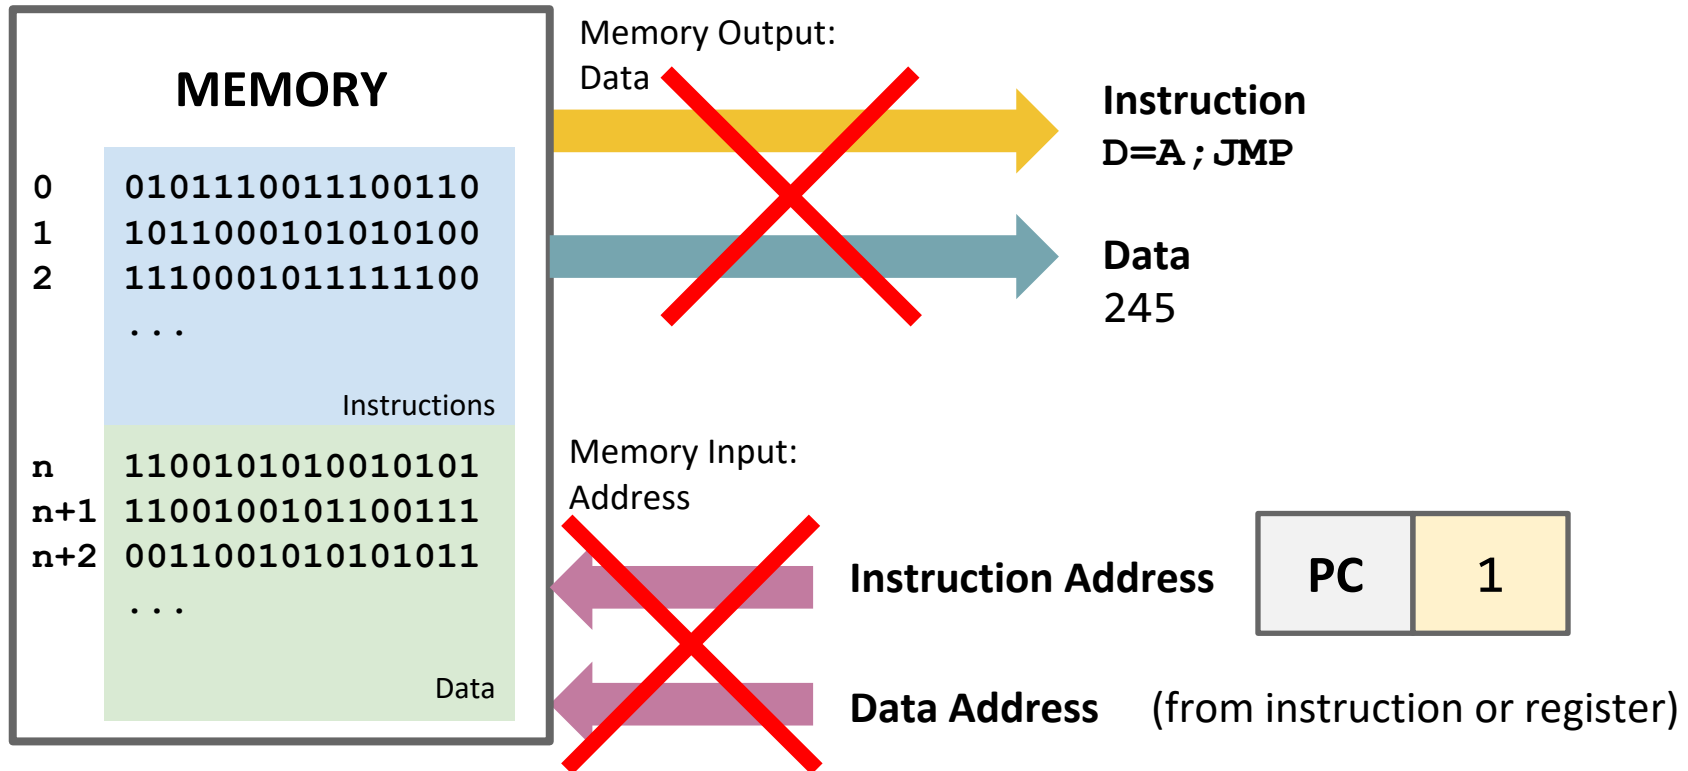 MEMORY
0 0101110011100110
1 1011000101010100
2 1110001011111100
...
Instructions
n 1100101010010101
n+1 1100100101100111
n+2 0011001010101011
...
Data
Memory Output:
Data
Instruction
D=A;JMP
Data
245
Memory Input:
Address
Instruction Address PC 1
Data Address (from instruction or register)